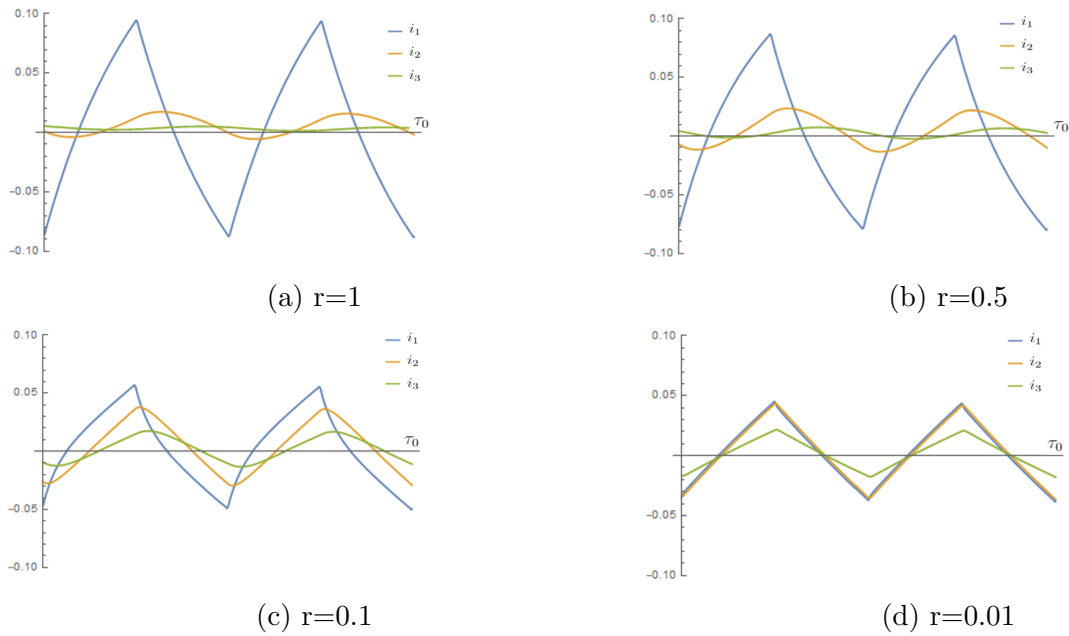 0.10
0.05
−0.05
−0.10
i₁
i₂
i₃
τ₀
(a) r=1
0.10
0.05
−0.05
−0.10
i₁
i₂
i₃
τ₀
(b) r=0.5
0.10
0.05
−0.05
−0.10
i₁
i₂
i₃
τ₀
(c) r=0.1
0.10
0.05
−0.05
−0.10
i₁
i₂
i₃
τ₀
(d) r=0.01